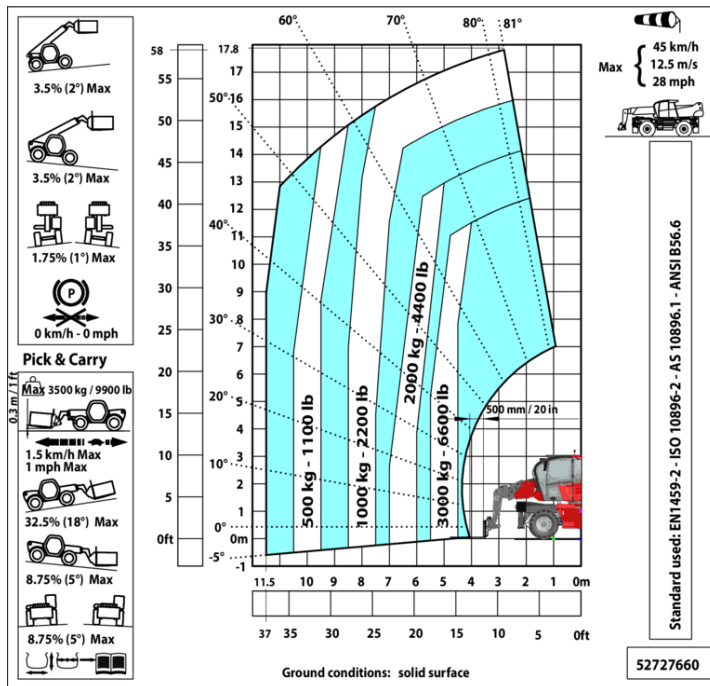 3.5% (2°) Max
3.5% (2°) Max
1.75% (1°) Max
P
0 km/h - 0 mph
Pick & Carry
0.3 m / 1 ft
Max 3500 kg / 9900 lb
1.5 km/h Max
1 mph Max
32.5% (18°) Max
8.75% (5°) Max
8.75% (5°) Max
58
55
50
45
40
35
30
25
20
15
10
5
0ft
17.8
17
16
15
14
13
12
11
10
9
8
7
6
5
4
3
2
1
0m
-1
60°
70°
80°
81°
50°
40°
30°
20°
10°
0°
-5°
500 kg - 1100 lb
1000 kg - 2200 lb
2000 kg - 4400 lb
3000 kg - 6600 lb
500 mm / 20 in
11.5
10
9
8
7
6
5
4
3
2
1
0m
37
35
30
25
20
15
10
5
0ft
Ground conditions: solid surface
Max
45 km/h
12.5 m/s
28 mph
Standard used: EN1459-2 - ISO 10896-2 - AS 10896.1 - ANSI B56.6
52727660